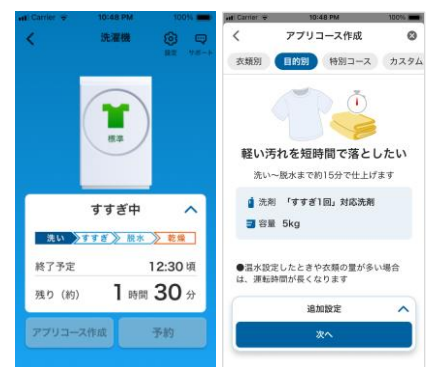 Carrier 10:48 PM 100%
洗濯機
設定 サポート
標準
すすぎ中
洗い すすぎ 脱水 乾燥
終了予定 12:30 頃
残り（約） 1 時間 30 分
アプリコース作成 予約
Carrier 10:48 PM 100%
アプリコース作成
衣類別 目的別 特別コース カスタム
軽い汚れを短時間で落としたい
洗い～脱水まで約15分で仕上げます
洗剤 「すすぎ1回」対応洗剤
容量 5kg
●温水設定したときや衣類の量が多い場合
は、運転時間が長くなります
追加設定
次へ